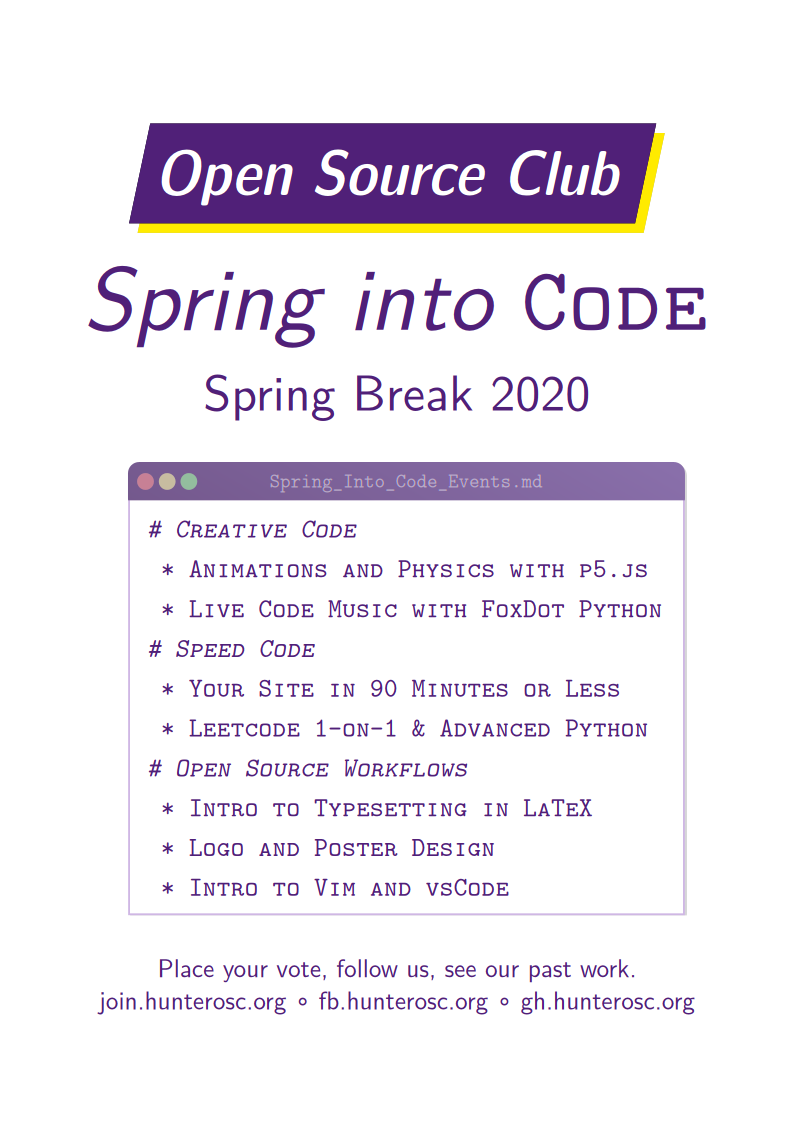 Open Source Club
Spring into Code
Spring Break 2020
Spring_Into_Code_Events.md
# Creative Code
* Animations and Physics with p5.js
* Live Code Music with FoxDot Python
# Speed Code
* Your Site in 90 Minutes or Less
* Leetcode 1-on-1 & Advanced Python
# Open Source Workflows
* Intro to Typesetting in LaTeX
* Logo and Poster Design
* Intro to Vim and vsCode
Place your vote, follow us, see our past work.
join.hunterosc.org ∘ fb.hunterosc.org ∘ gh.hunterosc.org